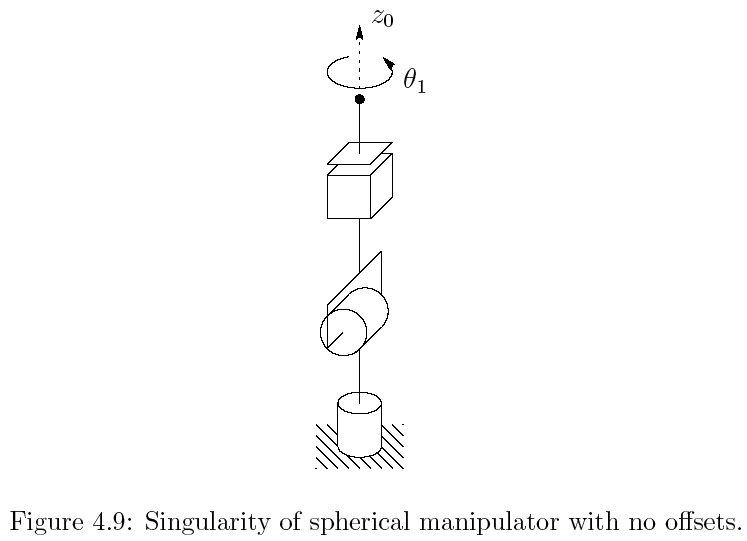 z₀
θ₁
Figure 4.9: Singularity of spherical manipulator with no offsets.